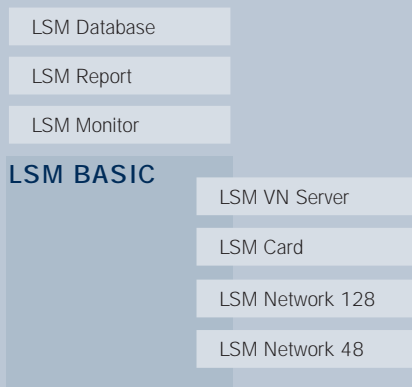 LSM Database
LSM Report
LSM Monitor
LSM BASIC
LSM VN Server
LSM Card
LSM Network 128
LSM Network 48